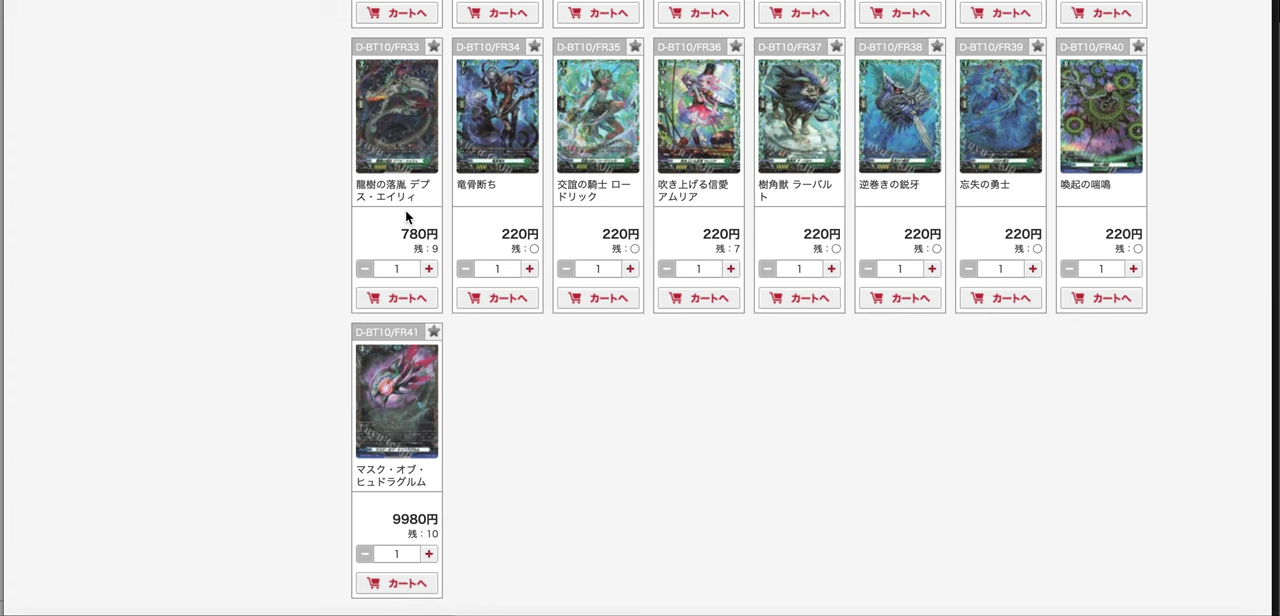 カートへ カートへ カートへ カートへ カートへ カートへ カートへ カートへ
D-BT10/FR33 D-BT10/FR34 D-BT10/FR35 D-BT10/FR36 D-BT10/FR37 D-BT10/FR38 D-BT10/FR39 D-BT10/FR40
龍樹の落胤 デプ
ス・エイリィ
竜骨断ち
交誼の騎士 ロー
ドリック
吹き上げる信愛
アムリア
樹角獣 ラーバル
ト
逆巻きの鋭牙
忘失の勇士
喚起の喘鳴
780円 220円 220円 220円 220円 220円 220円 220円
残：9 残：○ 残：○ 残：7 残：○ 残：○ 残：○ 残：○
1 1 1 1 1 1 1 1
カートへ カートへ カートへ カートへ カートへ カートへ カートへ カートへ
D-BT10/FR41
マスク・オブ・
ヒュドラグルム
9980円
残：10
1
カートへ